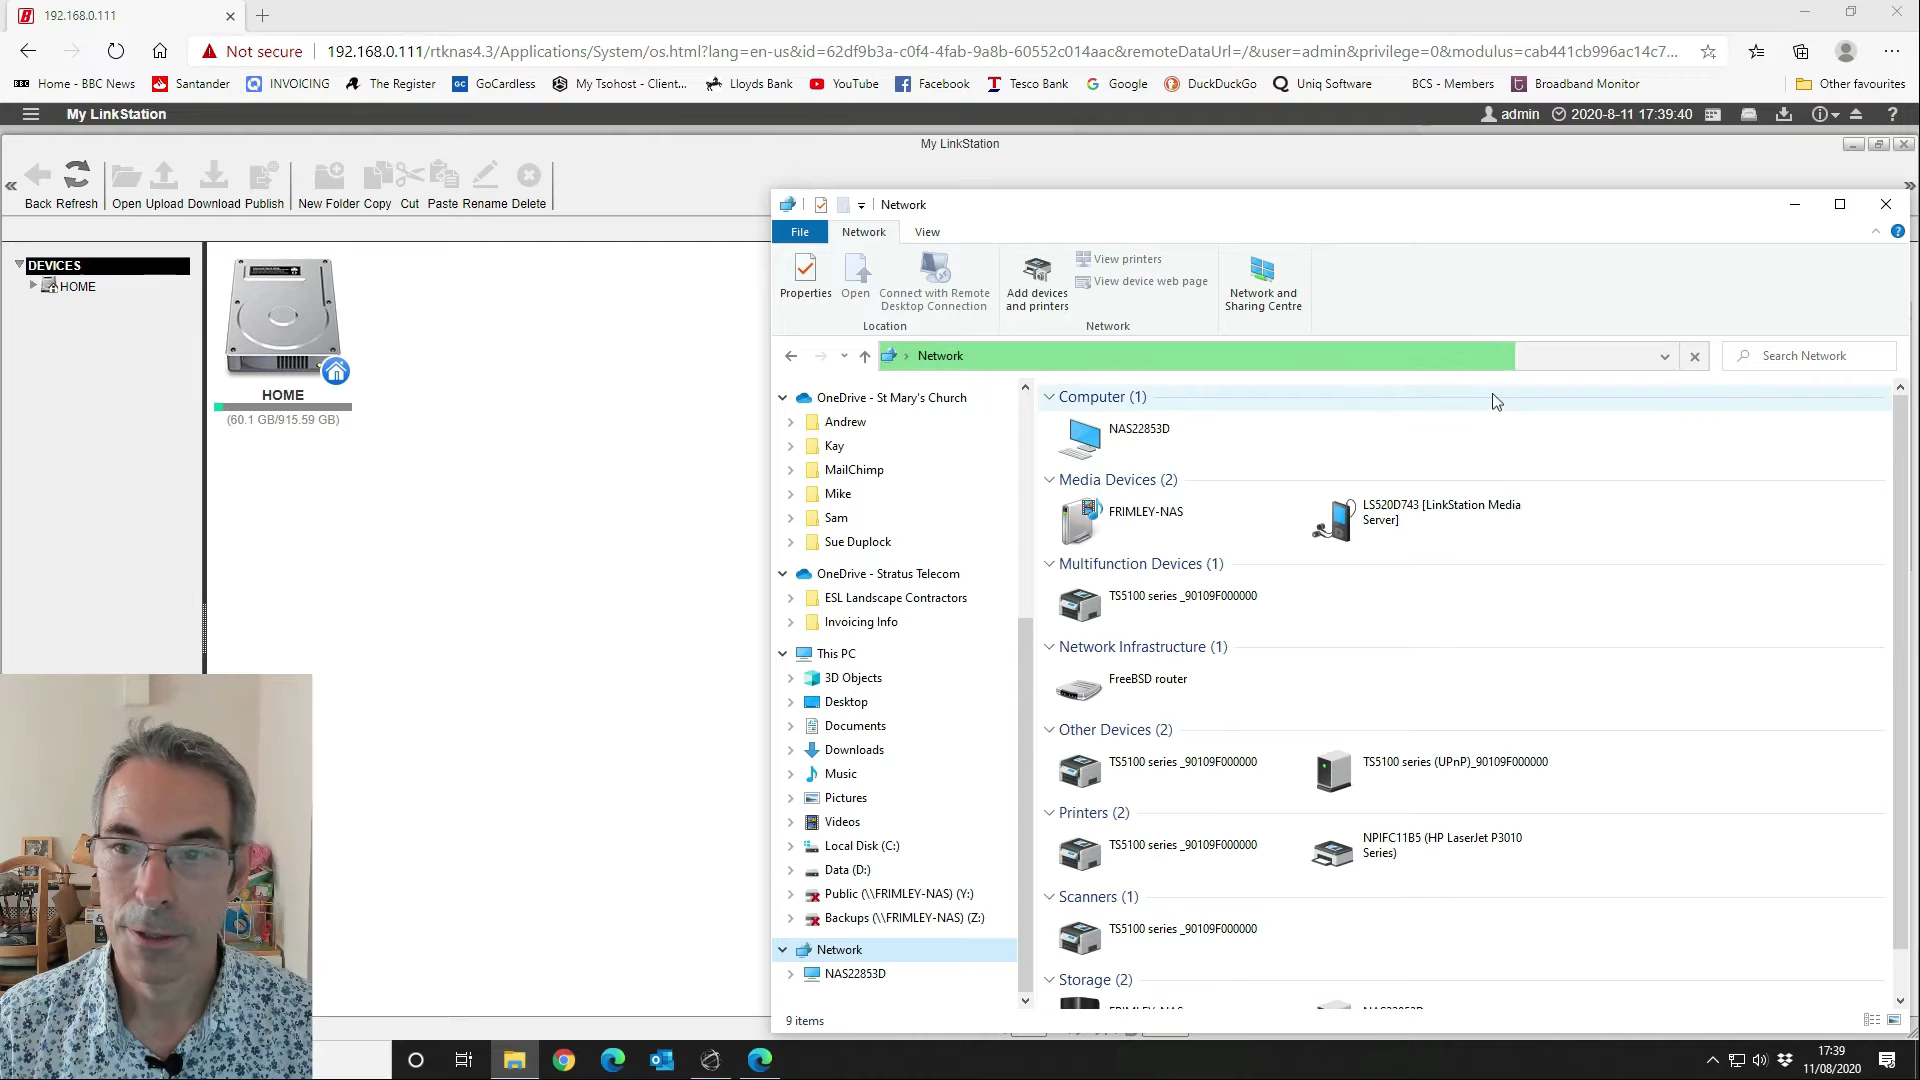 192.168.0.111
Not secure
192.168.0.111/rtknas4.3/Applications/System/os.html?lang=en-us&id=62df9b3a-c0f4-4fab-9a8b-60552c014aac&remoteDataUrl=/&user=admin&privilege=0&modulus=cab441cb996ac14c7...
BBC Home - BBC News
Santander
INVOICING
The Register
GC GoCardless
My Tsohost - Client...
Lloyds Bank
YouTube
Facebook
Tesco Bank
Google
DuckDuckGo
Uniq Software
BCS - Members
Broadband Monitor
Other favourites
My LinkStation
admin
2020-8-11 17:39:40
My LinkStation
Back Refresh Open Upload Download Publish New Folder Copy Cut Paste Rename Delete
DEVICES
HOME
HOME
(60.1 GB/915.59 GB)
Network
File Network View
Properties
Open
Connect with Remote
Desktop Connection
Location
Add devices
and printers
View printers
View device web page
Network
Network and
Sharing Centre
Network
Search Network
OneDrive - St Mary's Church
Andrew
Kay
MailChimp
Mike
Sam
Sue Duplock
OneDrive - Stratus Telecom
ESL Landscape Contractors
Invoicing Info
This PC
3D Objects
Desktop
Documents
Downloads
Music
Pictures
Videos
Local Disk (C:)
Data (D:)
Public (\\FRIMLEY-NAS) (Y:)
Backups (\\FRIMLEY-NAS) (Z:)
Network
NAS22853D
Computer (1)
NAS22853D
Media Devices (2)
FRIMLEY-NAS
LS520D743 [LinkStation Media
Server]
Multifunction Devices (1)
TS5100 series _90109F000000
Network Infrastructure (1)
FreeBSD router
Other Devices (2)
TS5100 series _90109F000000
TS5100 series (UPnP)_90109F000000
Printers (2)
TS5100 series _90109F000000
NPIFC11B5 (HP LaserJet P3010
Series)
Scanners (1)
TS5100 series _90109F000000
Storage (2)
9 items
17:39
11/08/2020